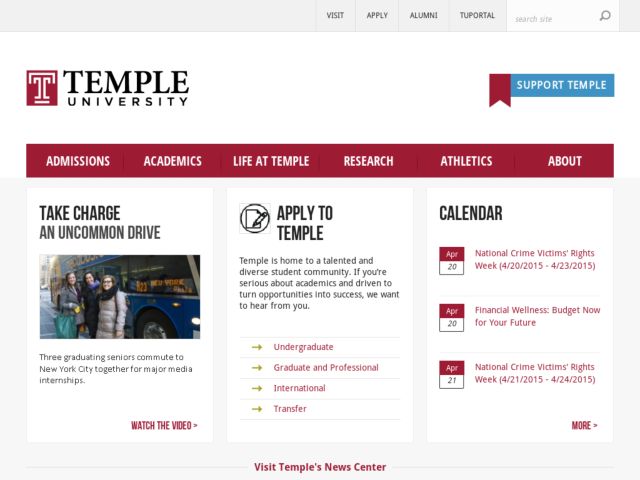 VISIT APPLY ALUMNI TUPORTAL search site
TEMPLE
UNIVERSITY
SUPPORT TEMPLE
ADMISSIONS ACADEMICS LIFE AT TEMPLE RESEARCH ATHLETICS ABOUT
TAKE CHARGE
AN UNCOMMON DRIVE
Three graduating seniors commute to
New York City together for major media
internships.
WATCH THE VIDEO >
APPLY TO
TEMPLE
Temple is home to a talented and
diverse student community. If you're
serious about academics and driven to
turn opportunities into success, we want
to hear from you.
Undergraduate
Graduate and Professional
International
Transfer
CALENDAR
Apr
20
National Crime Victims' Rights
Week (4/20/2015 - 4/23/2015)
Apr
20
Financial Wellness: Budget Now
for Your Future
Apr
21
National Crime Victims' Rights
Week (4/21/2015 - 4/24/2015)
MORE >
Visit Temple's News Center